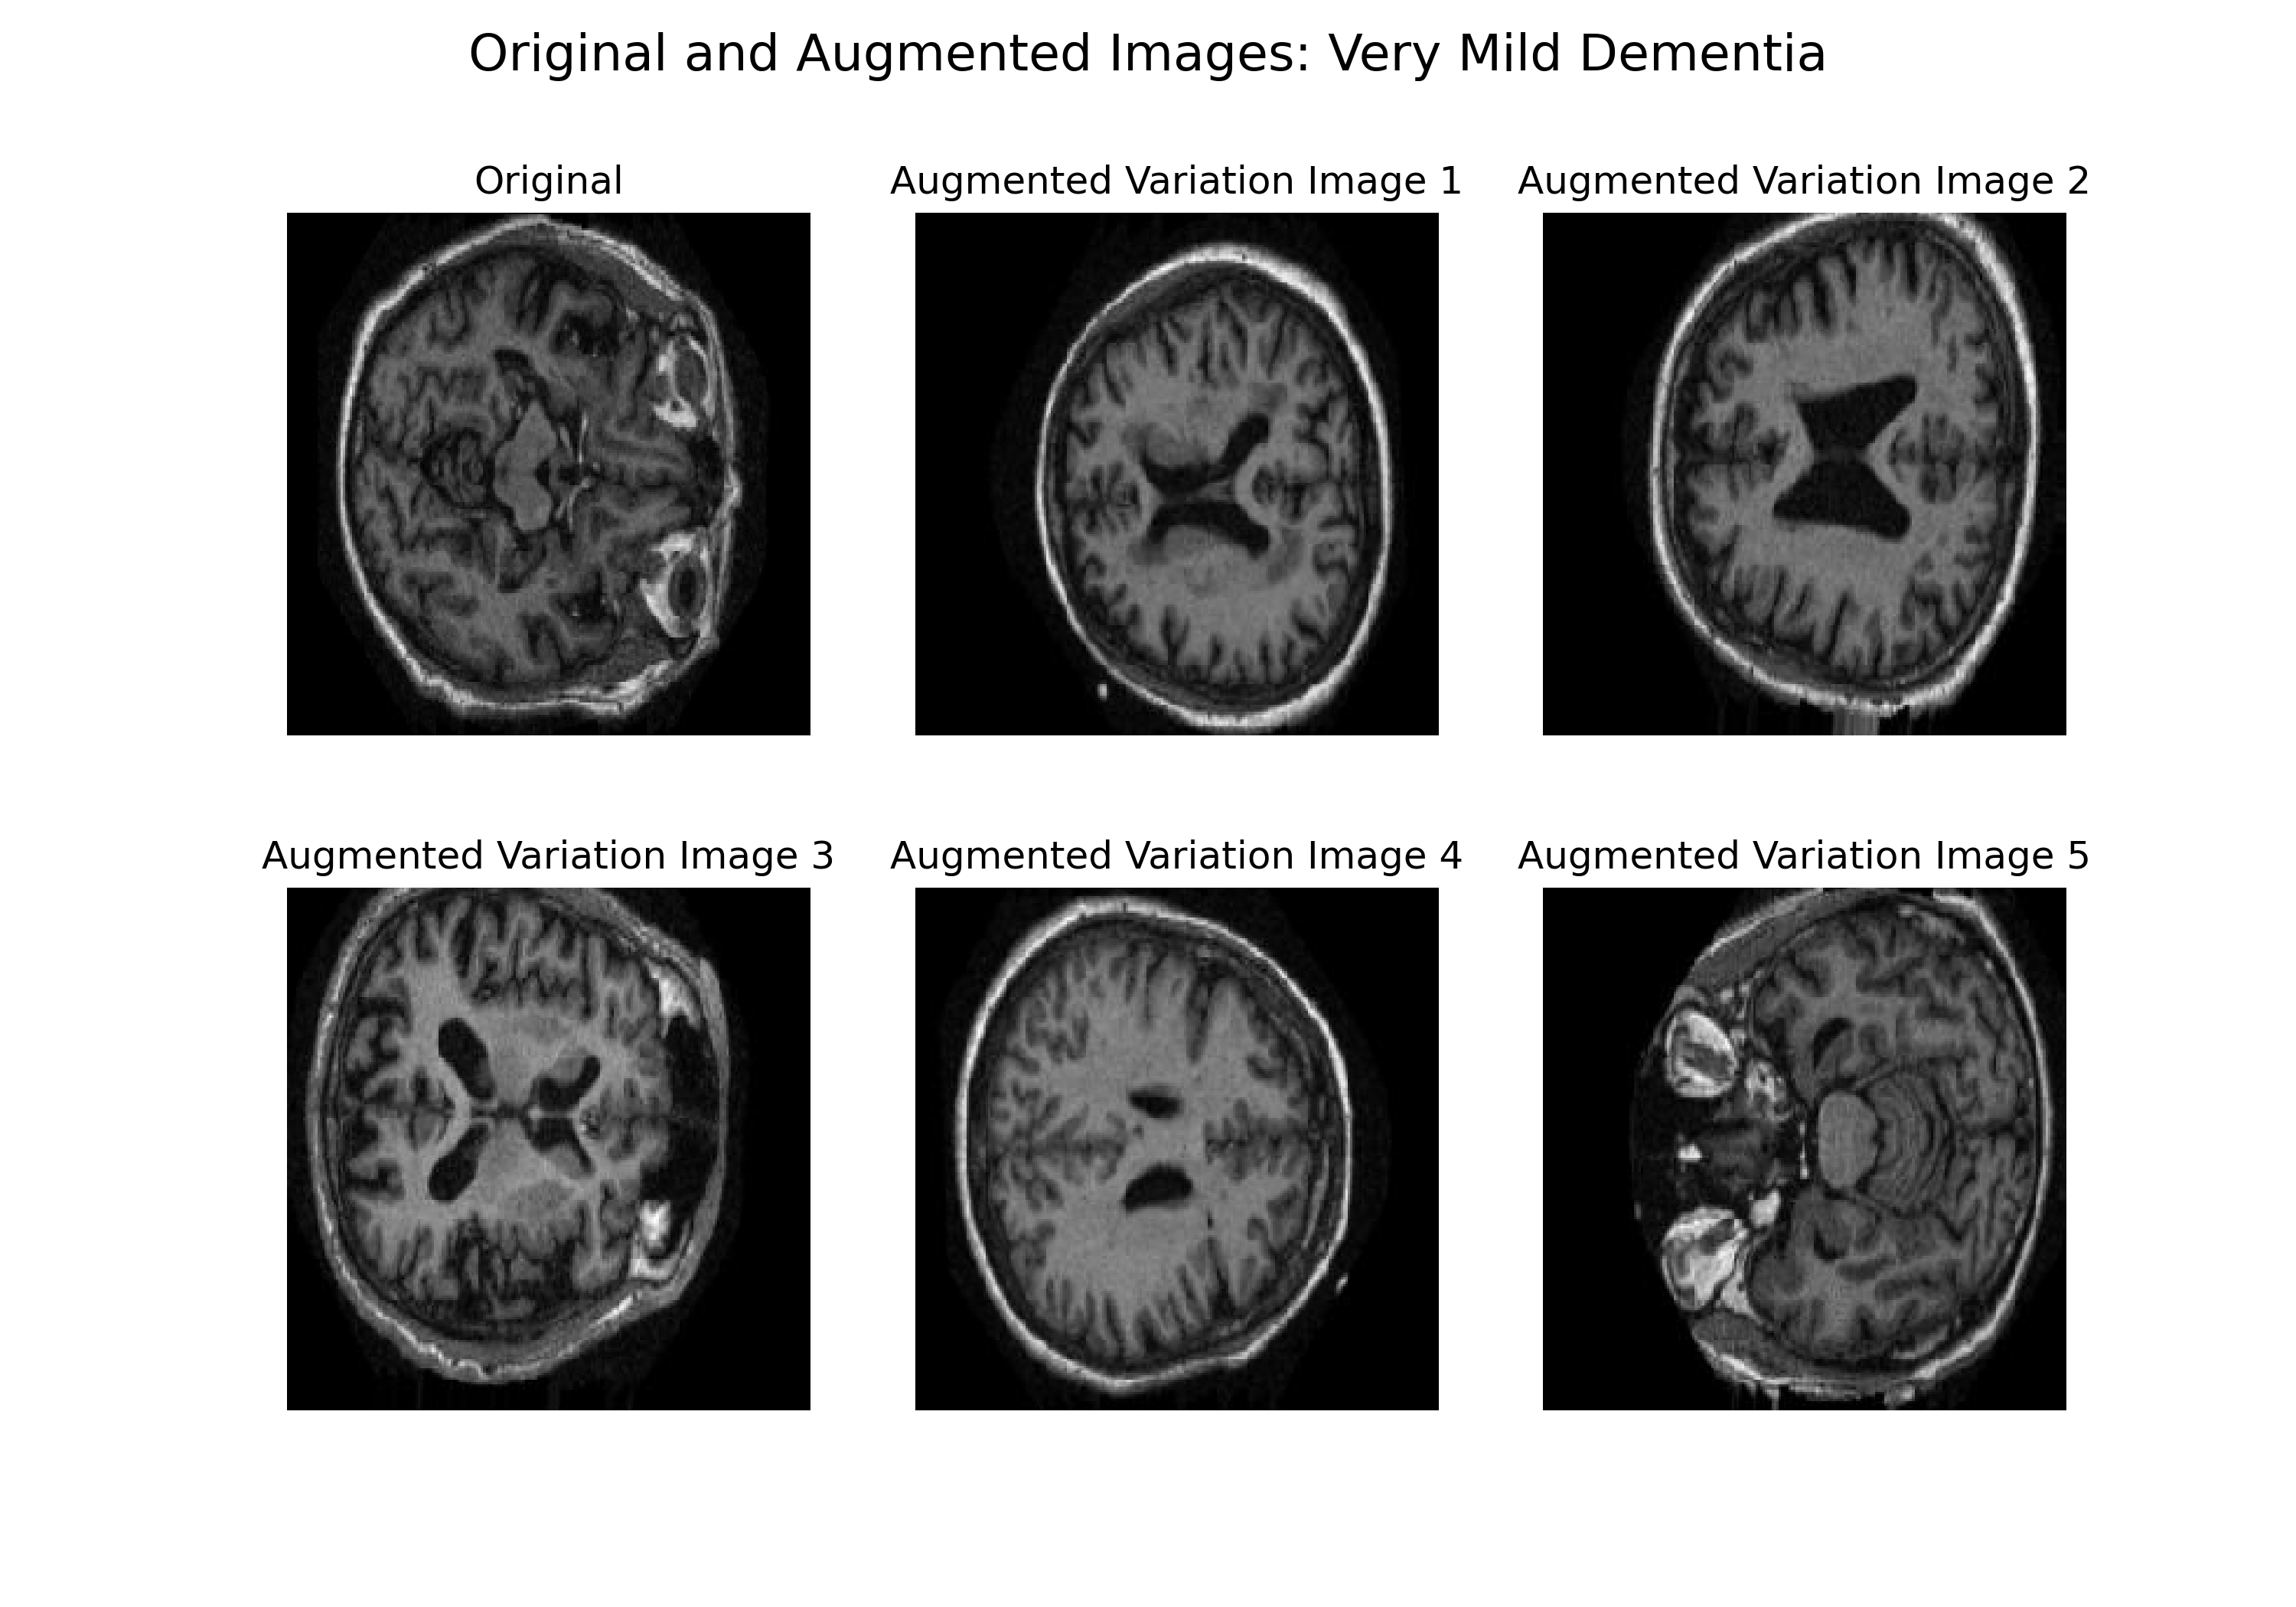 Original and Augmented Images: Very Mild Dementia
Original
Augmented Variation Image 1
Augmented Variation Image 2
Augmented Variation Image 3
Augmented Variation Image 4
Augmented Variation Image 5